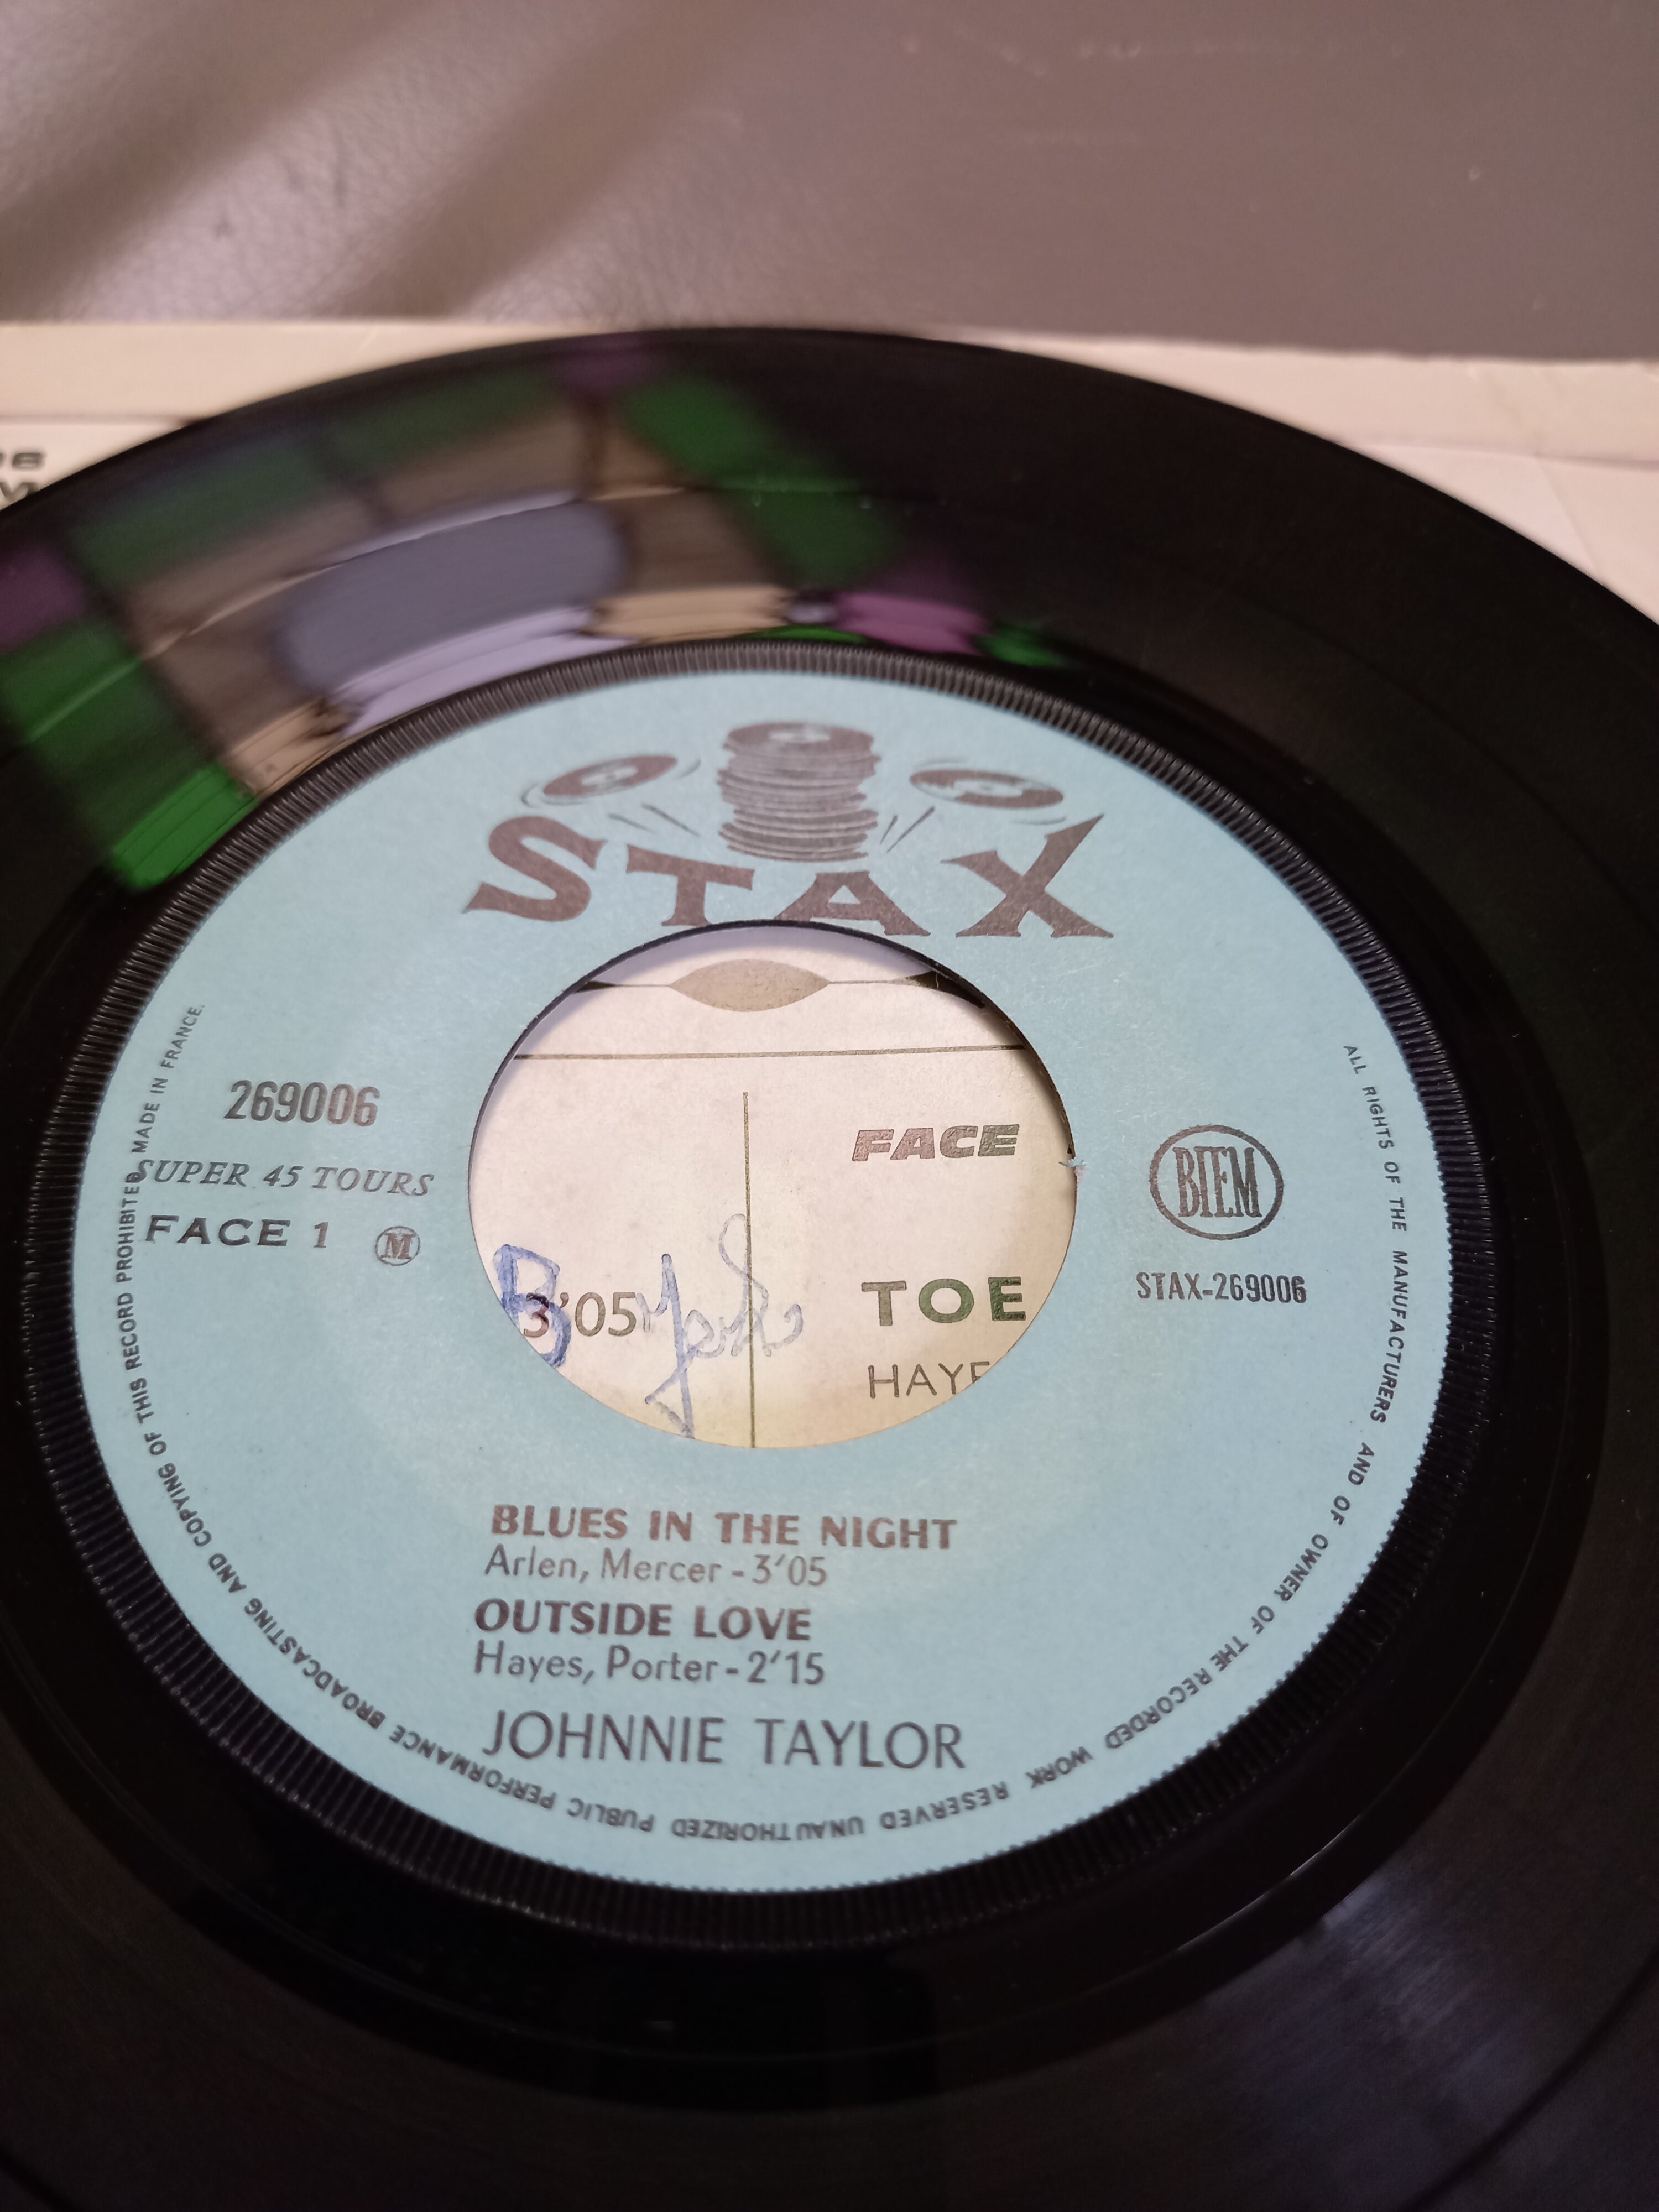 STAX
269006
SUPER 45 TOURS
FACE 1 M
BIEM
STAX-269006
FACE
3'05
TOE
BLUES IN THE NIGHT
Arlen, Mercer - 3'05
OUTSIDE LOVE
Hayes, Porter - 2'15
JOHNNIE TAYLOR
ALL RIGHTS OF THE MANUFACTURERS AND OF OWNER OF THE RECORDED WORK RESERVED UNAUTHORIZED PUBLIC PERFORMANCE BROADCASTING AND COPYING OF THIS RECORD PROHIBITED. MADE IN FRANCE.